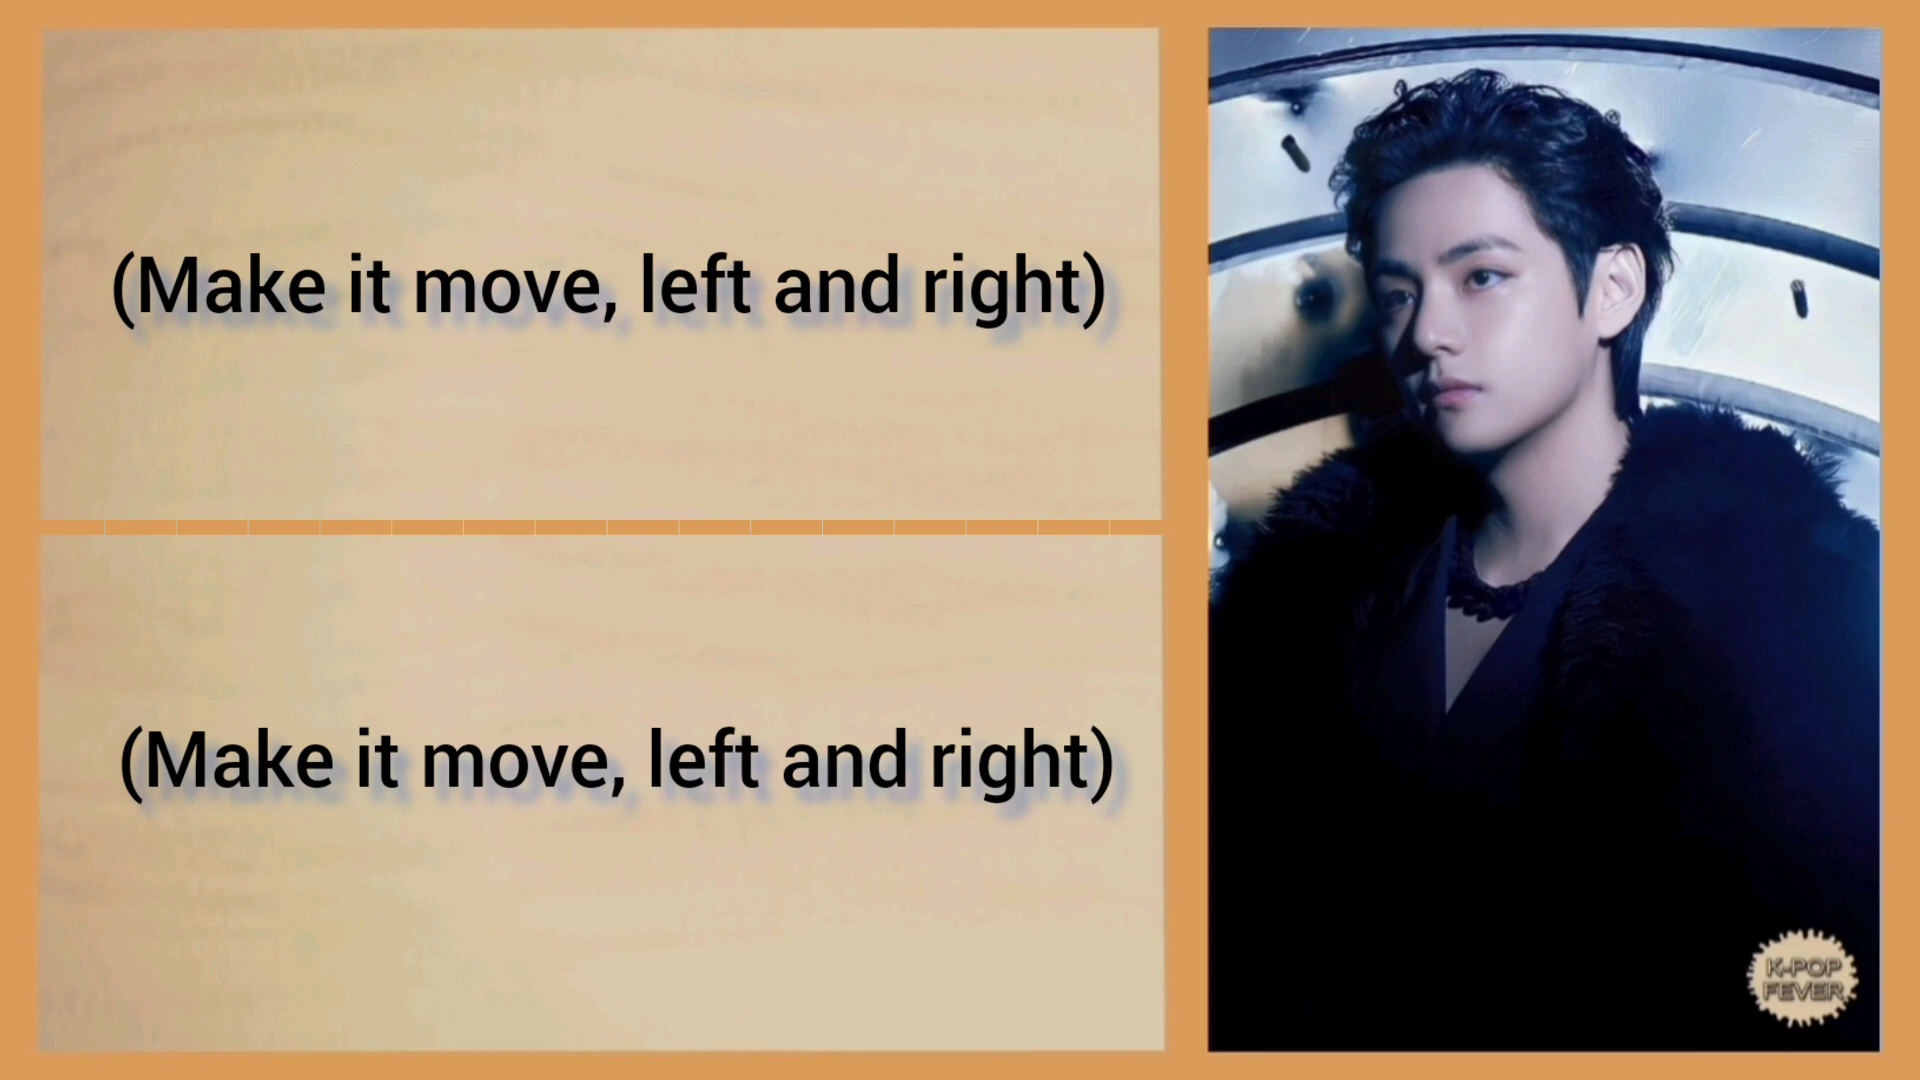 (Make it move, left and right)
(Make it move, left and right)
K-POP
FEVER